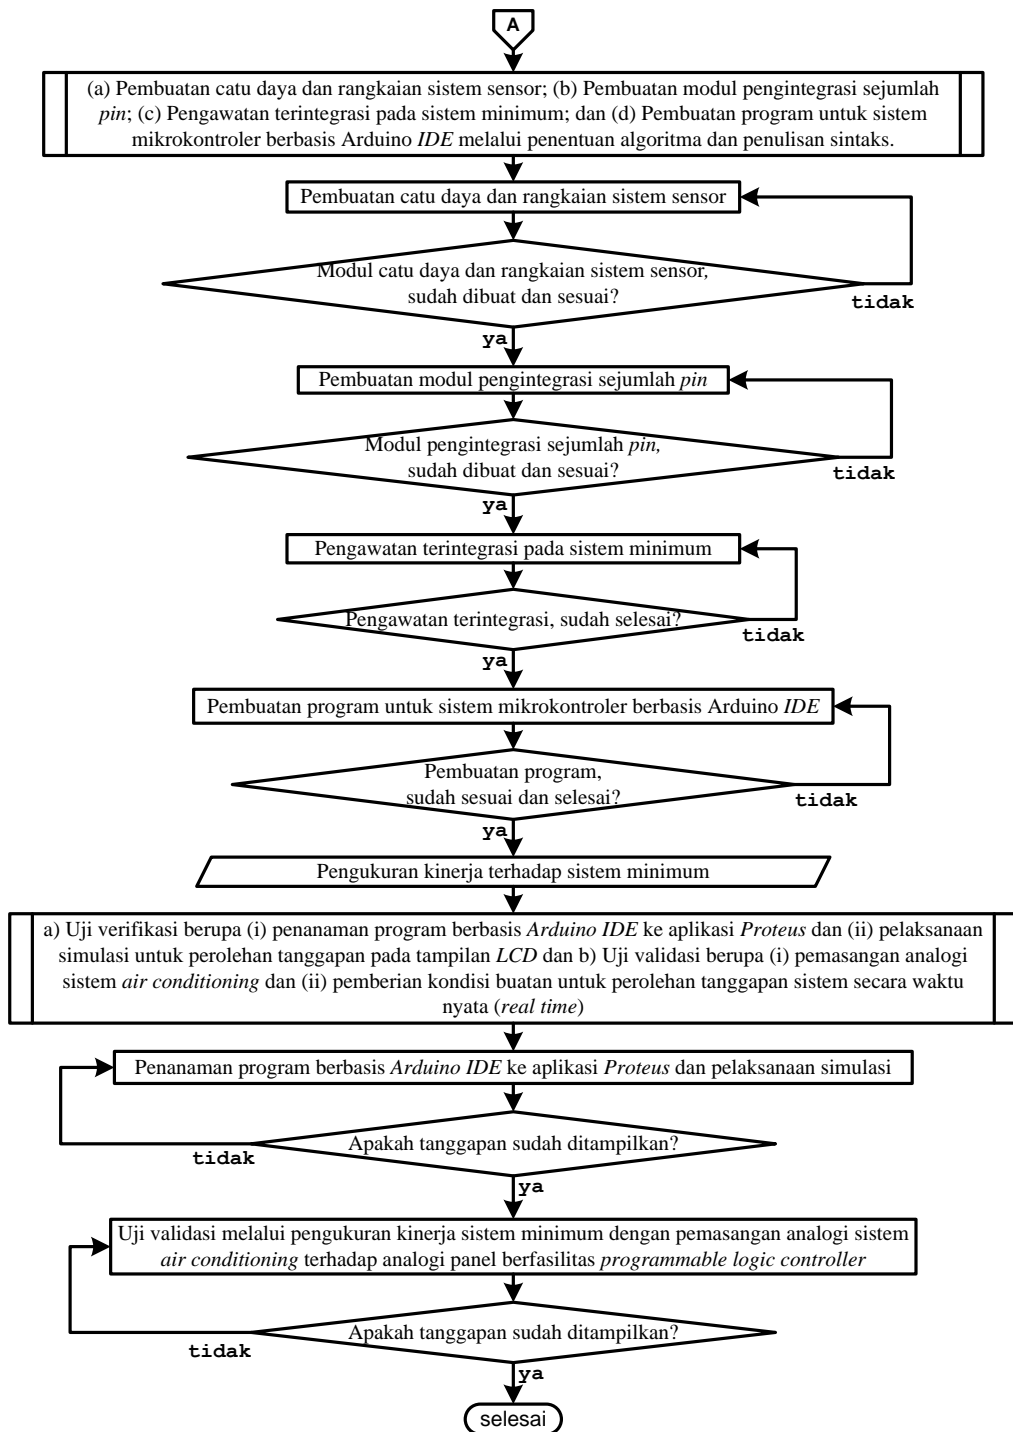 A
(a) Pembuatan catu daya dan rangkaian sistem sensor; (b) Pembuatan modul pengintegrasi sejumlah
pin; (c) Pengawatan terintegrasi pada sistem minimum; dan (d) Pembuatan program untuk sistem
mikrokontroler berbasis Arduino IDE melalui penentuan algoritma dan penulisan sintaks.
Pembuatan catu daya dan rangkaian sistem sensor
Modul catu daya dan rangkaian sistem sensor,
sudah dibuat dan sesuai?
tidak
ya
Pembuatan modul pengintegrasi sejumlah pin
Modul pengintegrasi sejumlah pin,
sudah dibuat dan sesuai?
tidak
ya
Pengawatan terintegrasi pada sistem minimum
Pengawatan terintegrasi, sudah selesai?
tidak
ya
Pembuatan program untuk sistem mikrokontroler berbasis Arduino IDE
Pembuatan program,
sudah sesuai dan selesai?
tidak
ya
Pengukuran kinerja terhadap sistem minimum
a) Uji verifikasi berupa (i) penanaman program berbasis Arduino IDE ke aplikasi Proteus dan (ii) pelaksanaan
simulasi untuk perolehan tanggapan pada tampilan LCD dan b) Uji validasi berupa (i) pemasangan analogi
sistem air conditioning dan (ii) pemberian kondisi buatan untuk perolehan tanggapan sistem secara waktu
nyata (real time)
Penanaman program berbasis Arduino IDE ke aplikasi Proteus dan pelaksanaan simulasi
Apakah tanggapan sudah ditampilkan?
tidak
ya
Uji validasi melalui pengukuran kinerja sistem minimum dengan pemasangan analogi sistem
air conditioning terhadap analogi panel berfasilitas programmable logic controller
Apakah tanggapan sudah ditampilkan?
tidak
ya
selesai